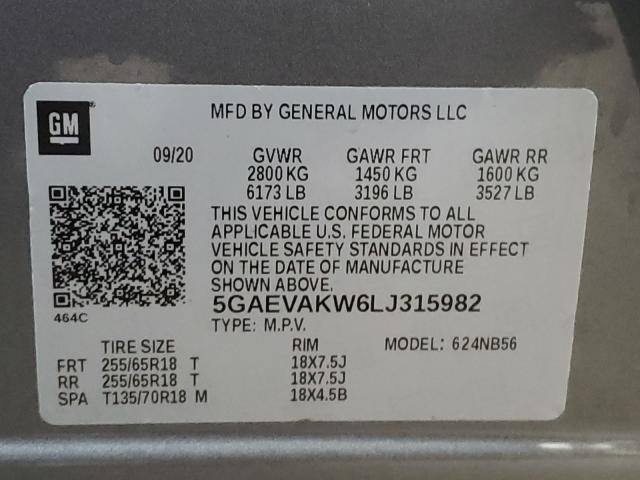 GM
MFD BY GENERAL MOTORS LLC
09/20 GVWR GAWR FRT GAWR RR
2800 KG 1450 KG 1600 KG
6173 LB 3196 LB 3527 LB
THIS VEHICLE CONFORMS TO ALL
APPLICABLE U.S. FEDERAL MOTOR
VEHICLE SAFETY STANDARDS IN EFFECT
ON THE DATE OF MANUFACTURE
SHOWN ABOVE.
5GAEVAKW6LJ315982
464C
TYPE: M.P.V.
TIRE SIZE RIM MODEL: 624NB56
FRT 255/65R18 T 18X7.5J
RR 255/65R18 T 18X7.5J
SPA T135/70R18 M 18X4.5B